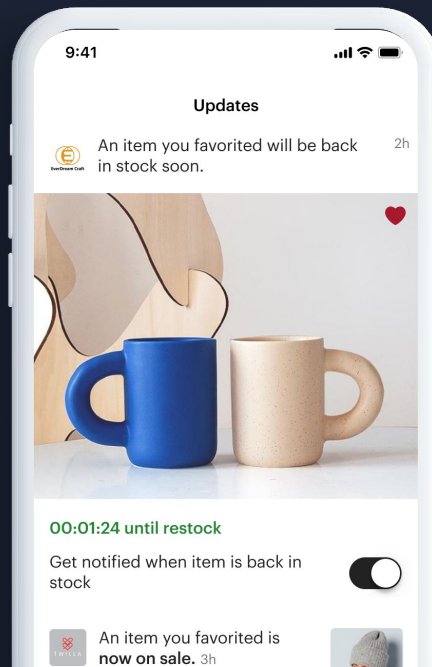 9:41
Updates
An item you favorited will be back
2h
in stock soon.
E
EverDream Craft
00:01:24 until restock
Get notified when item is back in
stock
TWILLA
An item you favorited is
now on sale. 3h